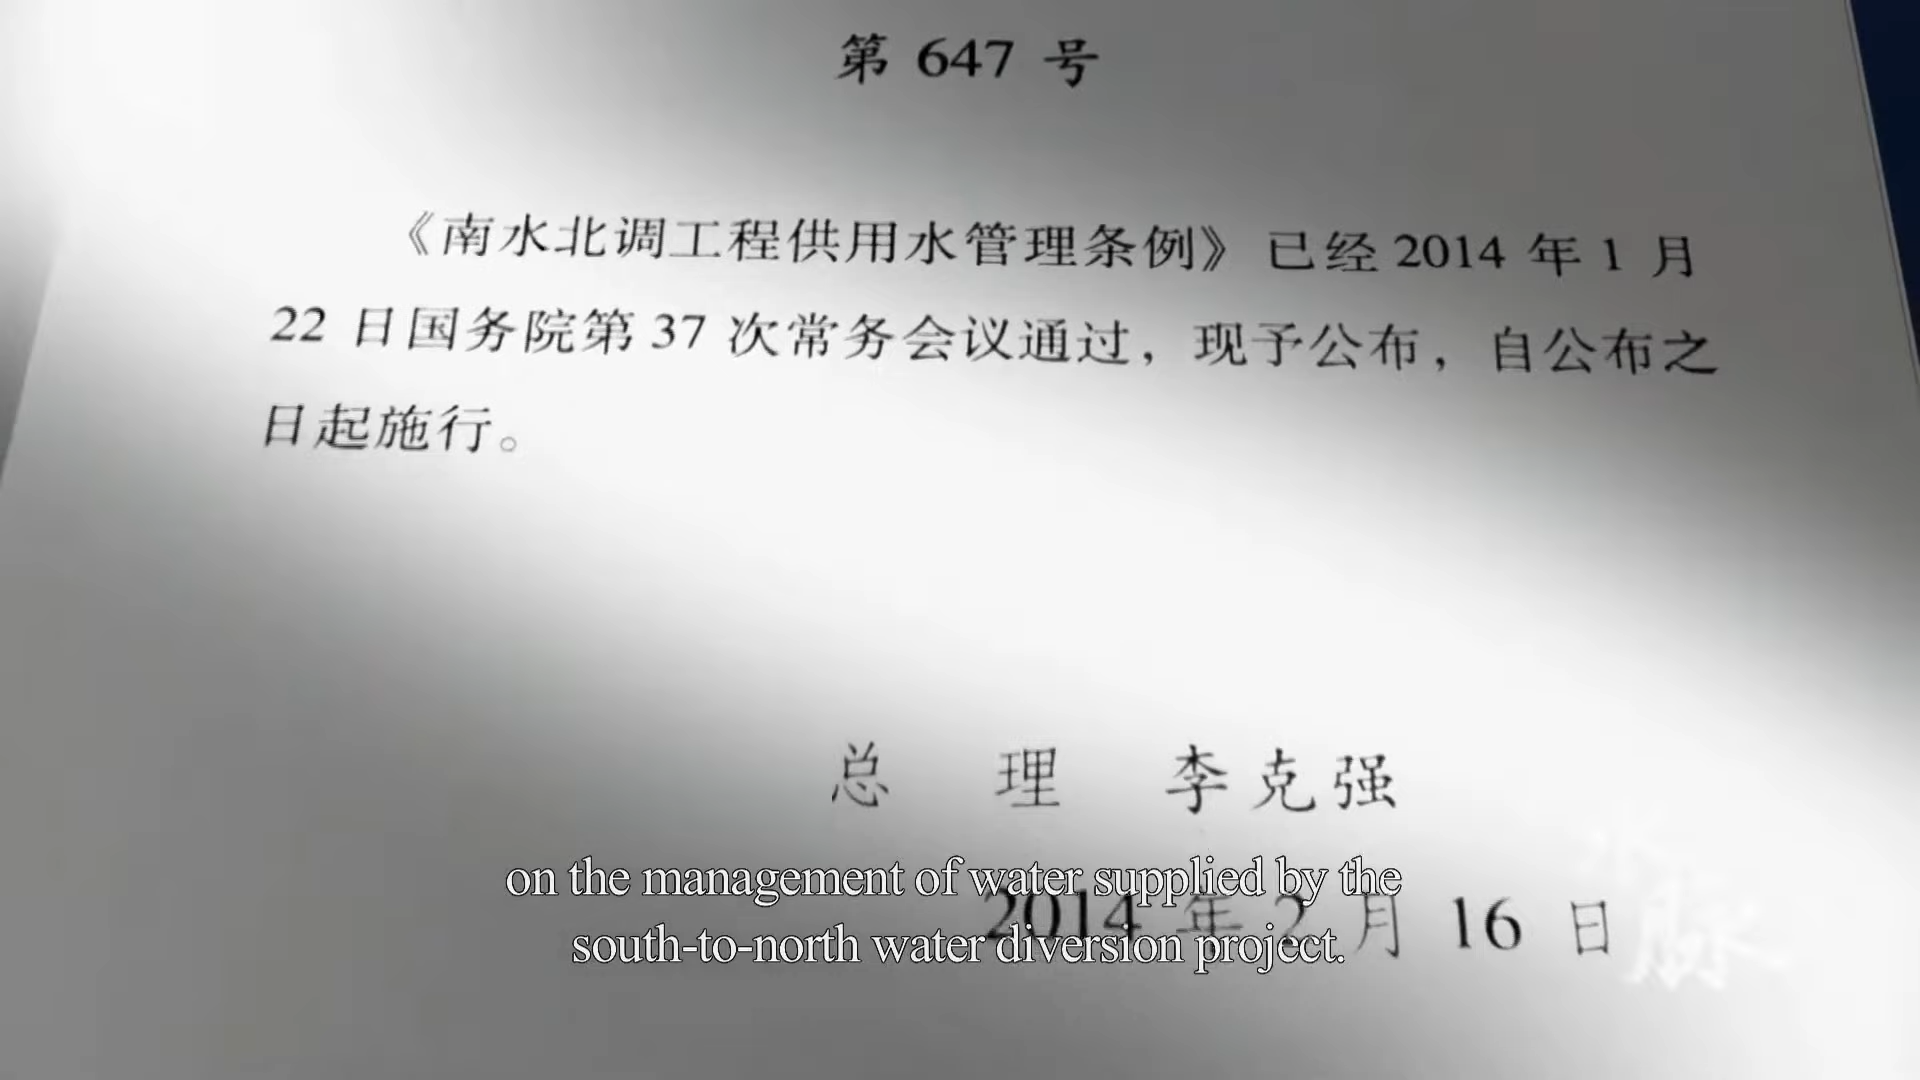 第 647 号
《南水北调工程供用水管理条例》已经 2014 年 1 月
22 日国务院第 37 次常务会议通过，现予公布，自公布之
日起施行。
总 理 李克强
2014 年 2 月 16 日
on the management of water supplied by the
south-to-north water diversion project.
水脉